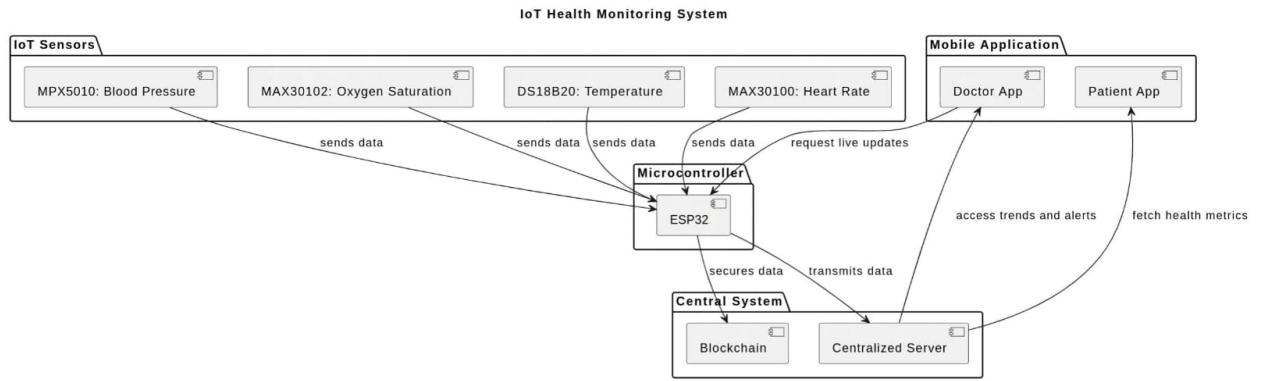 IoT Health Monitoring System
IoT Sensors
Mobile Application
MPX5010: Blood Pressure
MAX30102: Oxygen Saturation
DS18B20: Temperature
MAX30100: Heart Rate
Doctor App
Patient App
sends data
sends data
sends data
sends data
request live updates
Microcontroller
ESP32
access trends and alerts
fetch health metrics
secures data
transmits data
Central System
Blockchain
Centralized Server